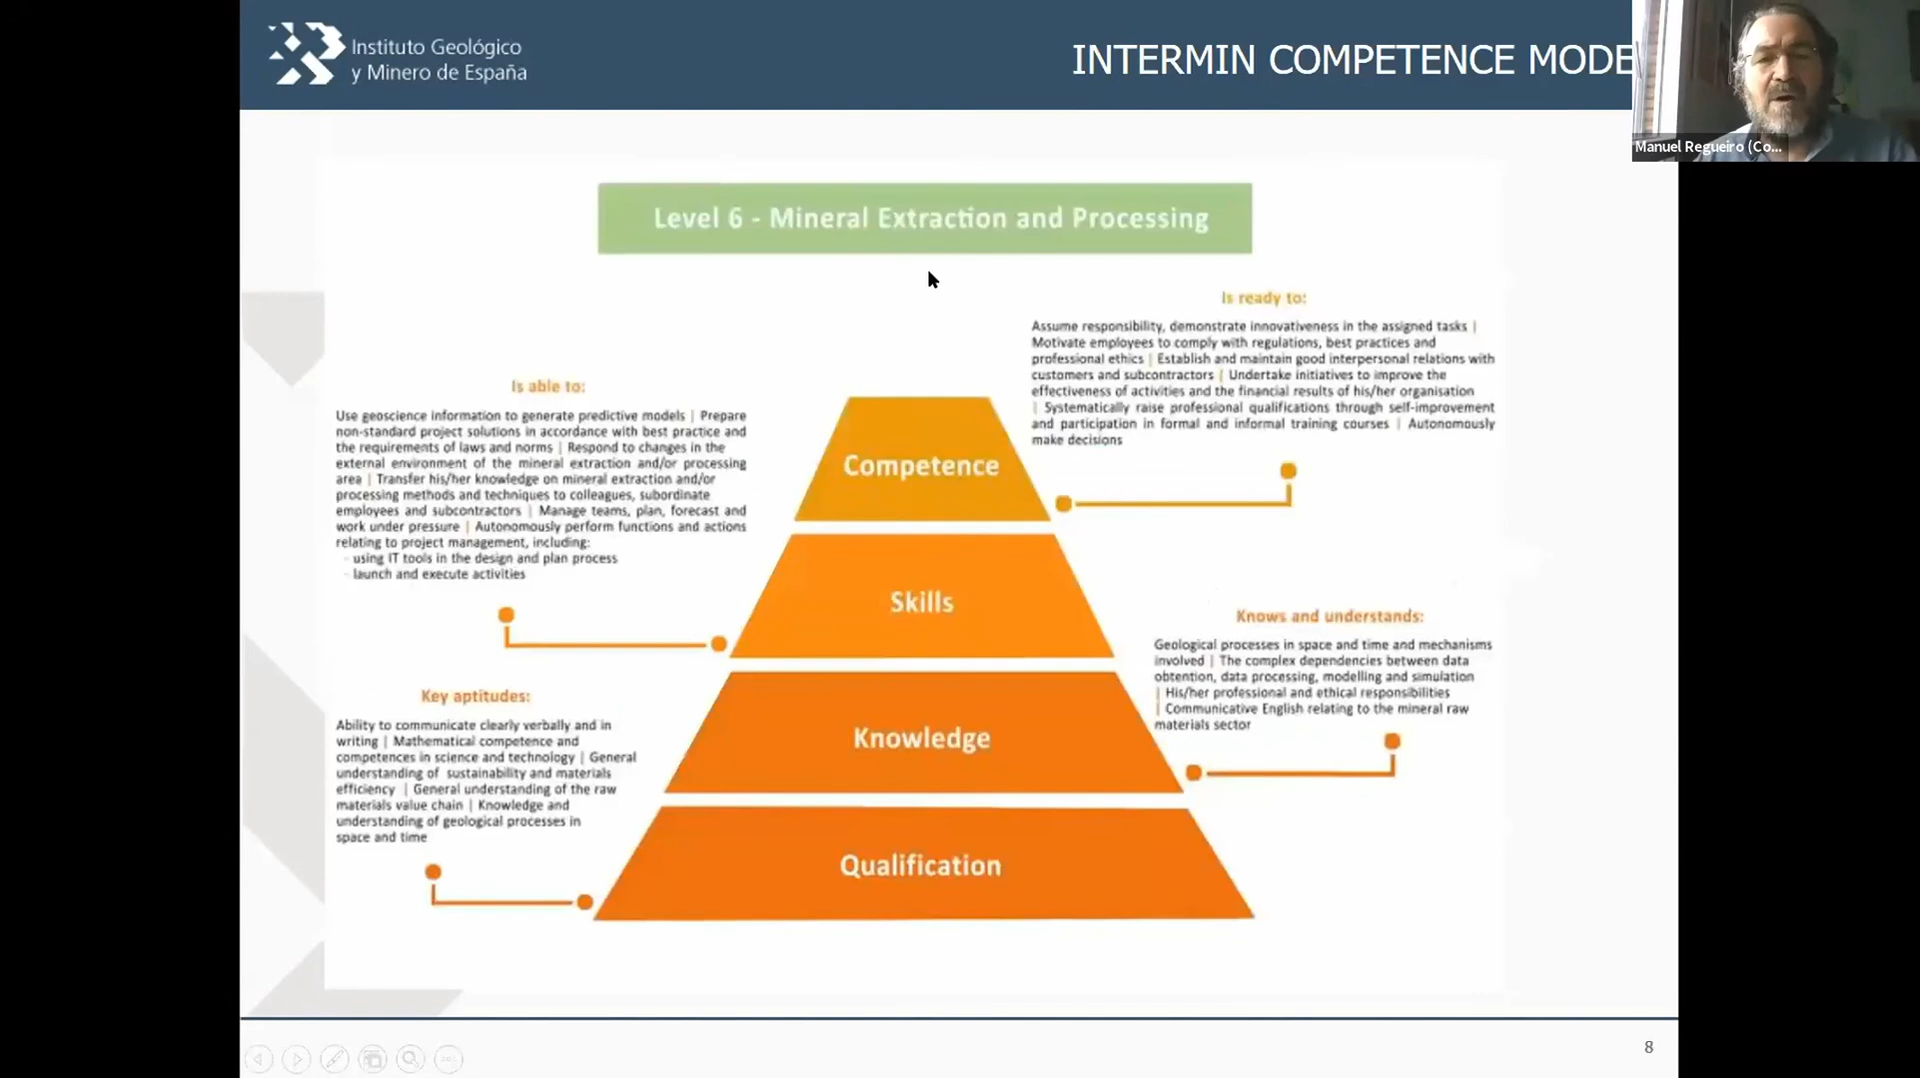 Instituto Geológico
y Minero de España
INTERMIN COMPETENCE MODE
Manuel Regueiro (Co...
Level 6 - Mineral Extraction and Processing
Is ready to:
Assume responsibility, demonstrate innovativeness in the assigned tasks |
Motivate employees to comply with regulations, best practices and
professional ethics | Establish and maintain good interpersonal relations with
customers and subcontractors | Undertake initiatives to improve the
effectiveness of activities and the financial results of his/her organisation
| Systematically raise professional qualifications through self-improvement
and participation in formal and informal training courses | Autonomously
make decisions
Is able to:
Use geoscience information to generate predictive models | Prepare
non-standard project solutions in accordance with best practice and
the requirements of laws and norms | Respond to changes in the
external environment of the mineral extraction and/or processing
area | Transfer his/her knowledge on mineral extraction and/or
processing methods and techniques to colleagues, subordinate
employees and subcontractors | Manage teams, plan, forecast and
work under pressure | Autonomously perform functions and actions
relating to project management, including:
- using IT tools in the design and plan process
- launch and execute activities
Competence
Skills
Knows and understands:
Geological processes in space and time and mechanisms
involved | The complex dependencies between data
obtention, data processing, modelling and simulation
| His/her professional and ethical responsibilities
| Communicative English relating to the mineral raw
materials sector
Key aptitudes:
Ability to communicate clearly verbally and in
writing | Mathematical competence and
competences in science and technology | General
understanding of sustainability and materials
efficiency | General understanding of the raw
materials value chain | Knowledge and
understanding of geological processes in
space and time
Knowledge
Qualification
8